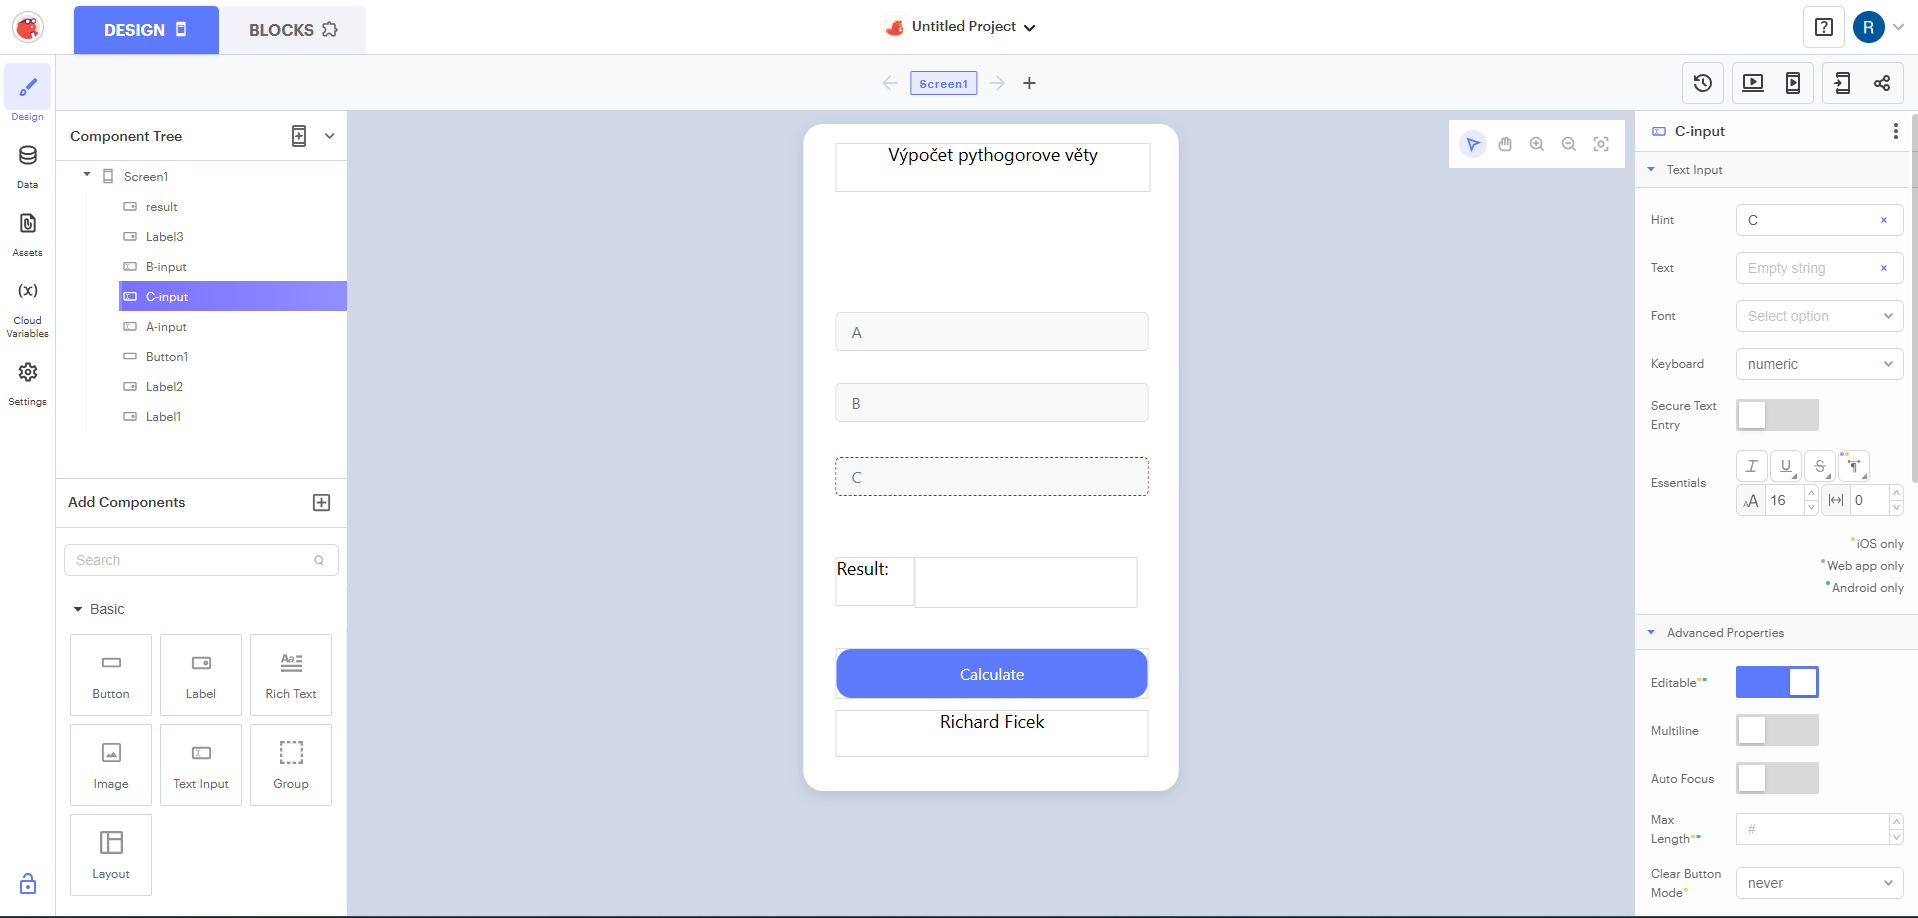 DESIGN
BLOCKS
Untitled Project
?
R
Screen1
Design
Data
Assets
(x)
Cloud
Variables
Settings
Component Tree
Screen1
result
Label3
B-input
C-input
A-input
Button1
Label2
Label1
Add Components
Search
Basic
Button
Label
Rich Text
Image
Text Input
Group
Layout
Výpočet pythogorove věty
A
B
C
Result:
Calculate
Richard Ficek
C-input
Text Input
Hint
C
Text
Empty string
Font
Select option
Keyboard
numeric
Secure Text
Entry
Essentials
I U S ¶
AA 16 0
iOS only
Web app only
Android only
Advanced Properties
Editable
Multiline
Auto Focus
Max
Length
#
Clear Button
Mode
never